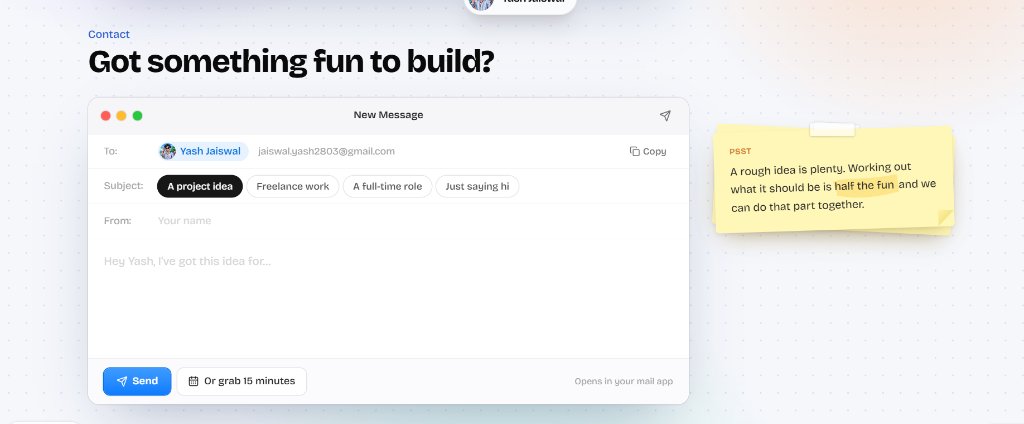 Yash Jaiswal
Contact
Got something fun to build?
New Message
To: Yash Jaiswal jaiswal.yash2803@gmail.com Copy
Subject: A project idea Freelance work A full-time role Just saying hi
From: Your name
Hey Yash, I've got this idea for...
Send Or grab 15 minutes Opens in your mail app
PSST
A rough idea is plenty. Working out
what it should be is half the fun and we
can do that part together.